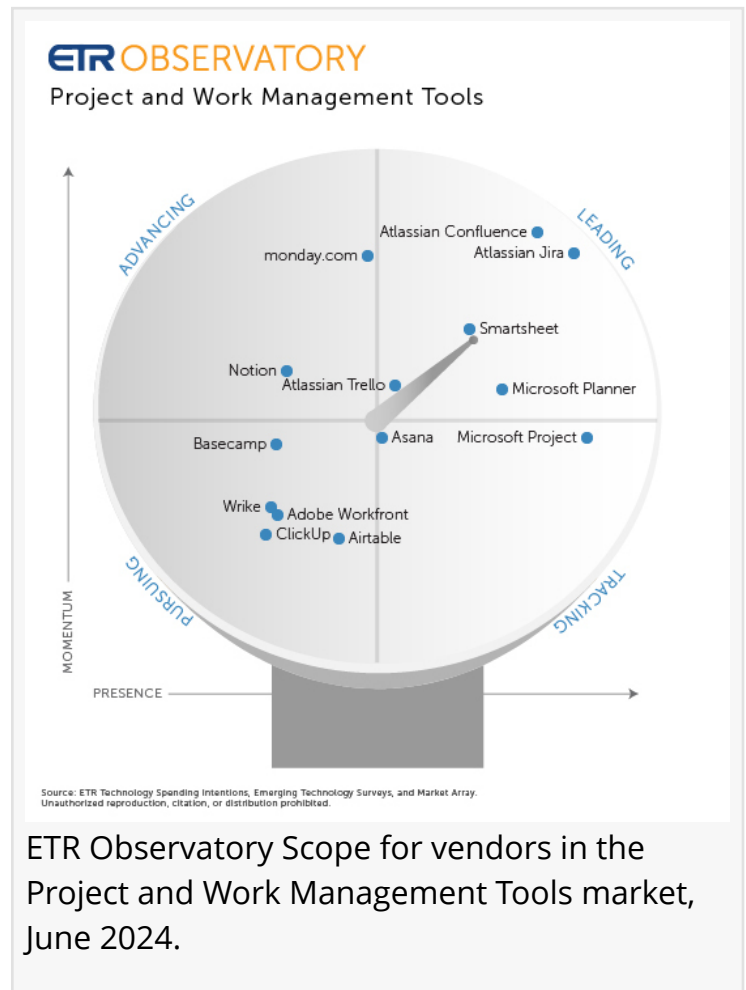 ETR OBSERVATORY
Project and Work Management Tools
ADVANCING
LEADING
Atlassian Confluence
Atlassian Jira
monday.com
Smartsheet
Notion
Atlassian Trello
Microsoft Planner
Asana
Microsoft Project
Basecamp
Wrike
Adobe Workfront
ClickUp
Airtable
PURSUING
TRACKING
MOMENTUM
PRESENCE
Source: ETR Technology Spending Intentions, Emerging Technology Surveys, and Market Array.
Unauthorized reproduction, citation, or distribution prohibited.
ETR Observatory Scope for vendors in the
Project and Work Management Tools market,
June 2024.